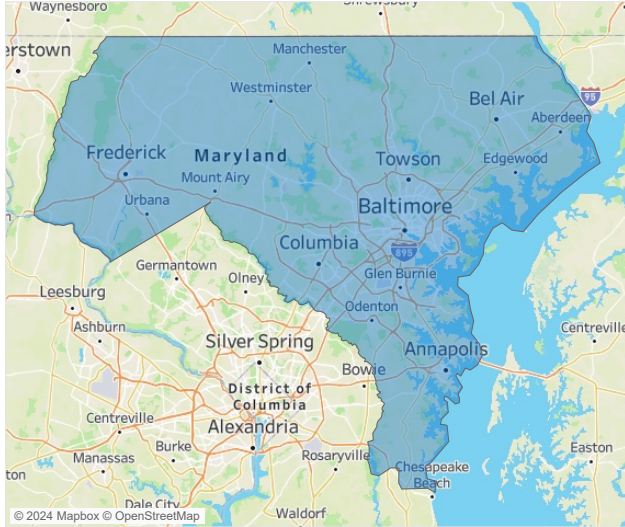 Waynesboro
Shrewsbury
erstown
Manchester
Westminster
95
Bel Air
Aberdeen
Frederick
Maryland
Towson
Edgewood
Mount Airy
Urbana
Baltimore
Columbia
895
Germantown
Glen Burnie
Olney
Leesburg
Odenton
Ashburn
Centreville
Silver Spring
Annapolis
Bowie
District of
Columbia
Centreville
Alexandria
Burke
Rosaryville
Easton
Manassas
Chesapeake
Beach
ton
Dale City
Waldorf
© 2024 Mapbox © OpenStreetMap